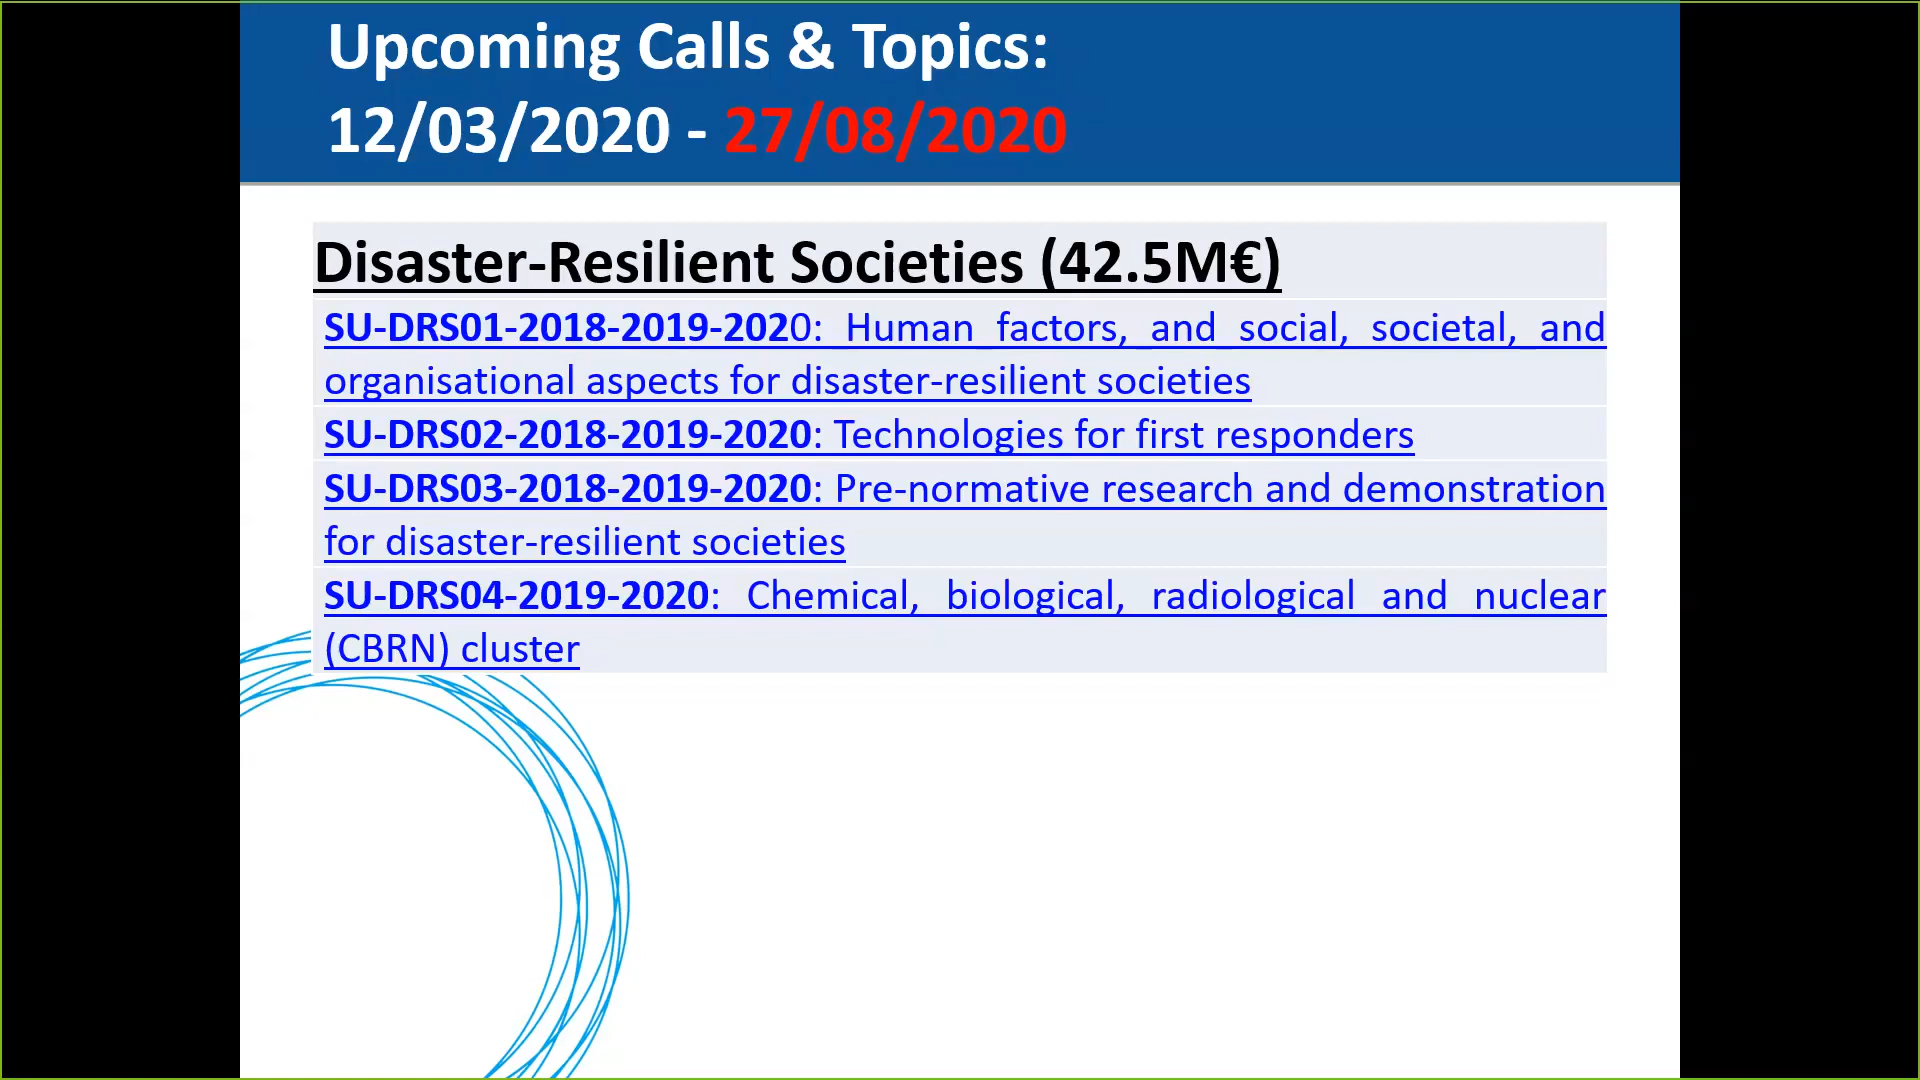 Upcoming Calls & Topics:
12/03/2020 - 27/08/2020
Disaster-Resilient Societies (42.5M€)
SU-DRS01-2018-2019-2020: Human factors, and social, societal, and
organisational aspects for disaster-resilient societies
SU-DRS02-2018-2019-2020: Technologies for first responders
SU-DRS03-2018-2019-2020: Pre-normative research and demonstration
for disaster-resilient societies
SU-DRS04-2019-2020: Chemical, biological, radiological and nuclear
(CBRN) cluster